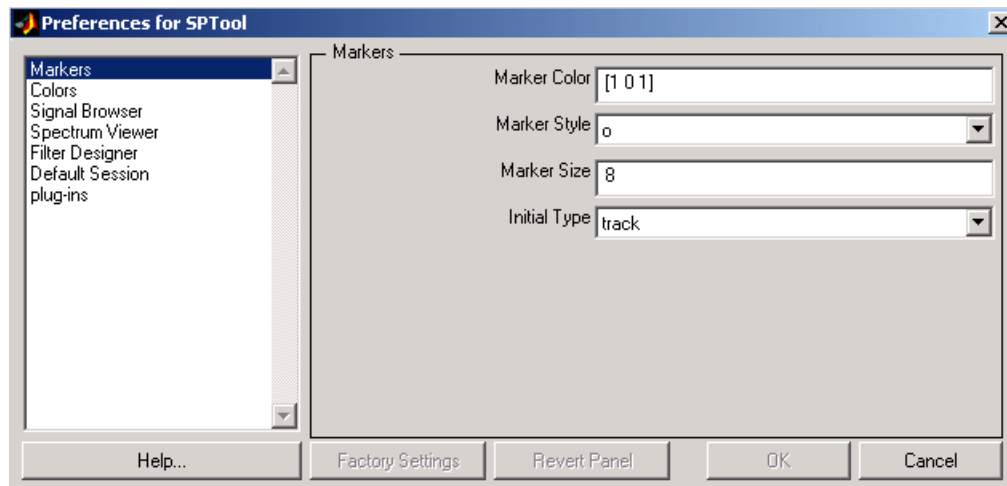 Preferences for SPTool
Markers
Colors
Signal Browser
Spectrum Viewer
Filter Designer
Default Session
plug-ins
Markers
Marker Color [1 0 1]
Marker Style o
Marker Size 8
Initial Type track
Help... Factory Settings Revert Panel OK Cancel